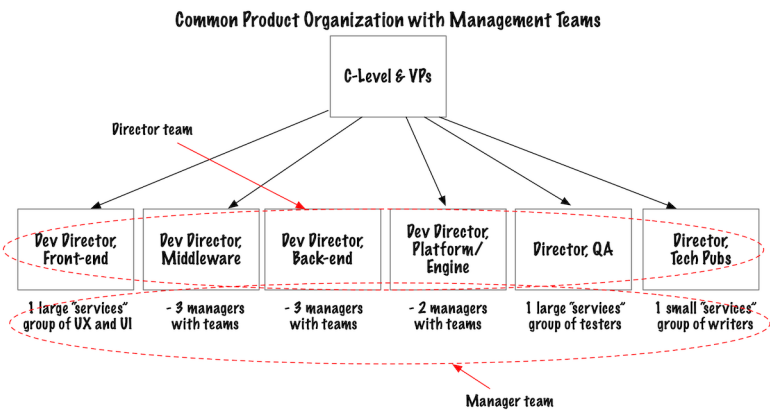 Common Product Organization with Management Teams
C-Level & VPs
Director team
Dev Director,
Front-end
Dev Director,
Middleware
Dev Director,
Back-end
Dev Director,
Platform/
Engine
Director, QA
Director,
Tech Pubs
1 large "services"
group of UX and UI
- 3 managers
with teams
- 3 managers
with teams
- 2 managers
with teams
1 large "services"
group of testers
1 small "services"
group of writers
Manager team